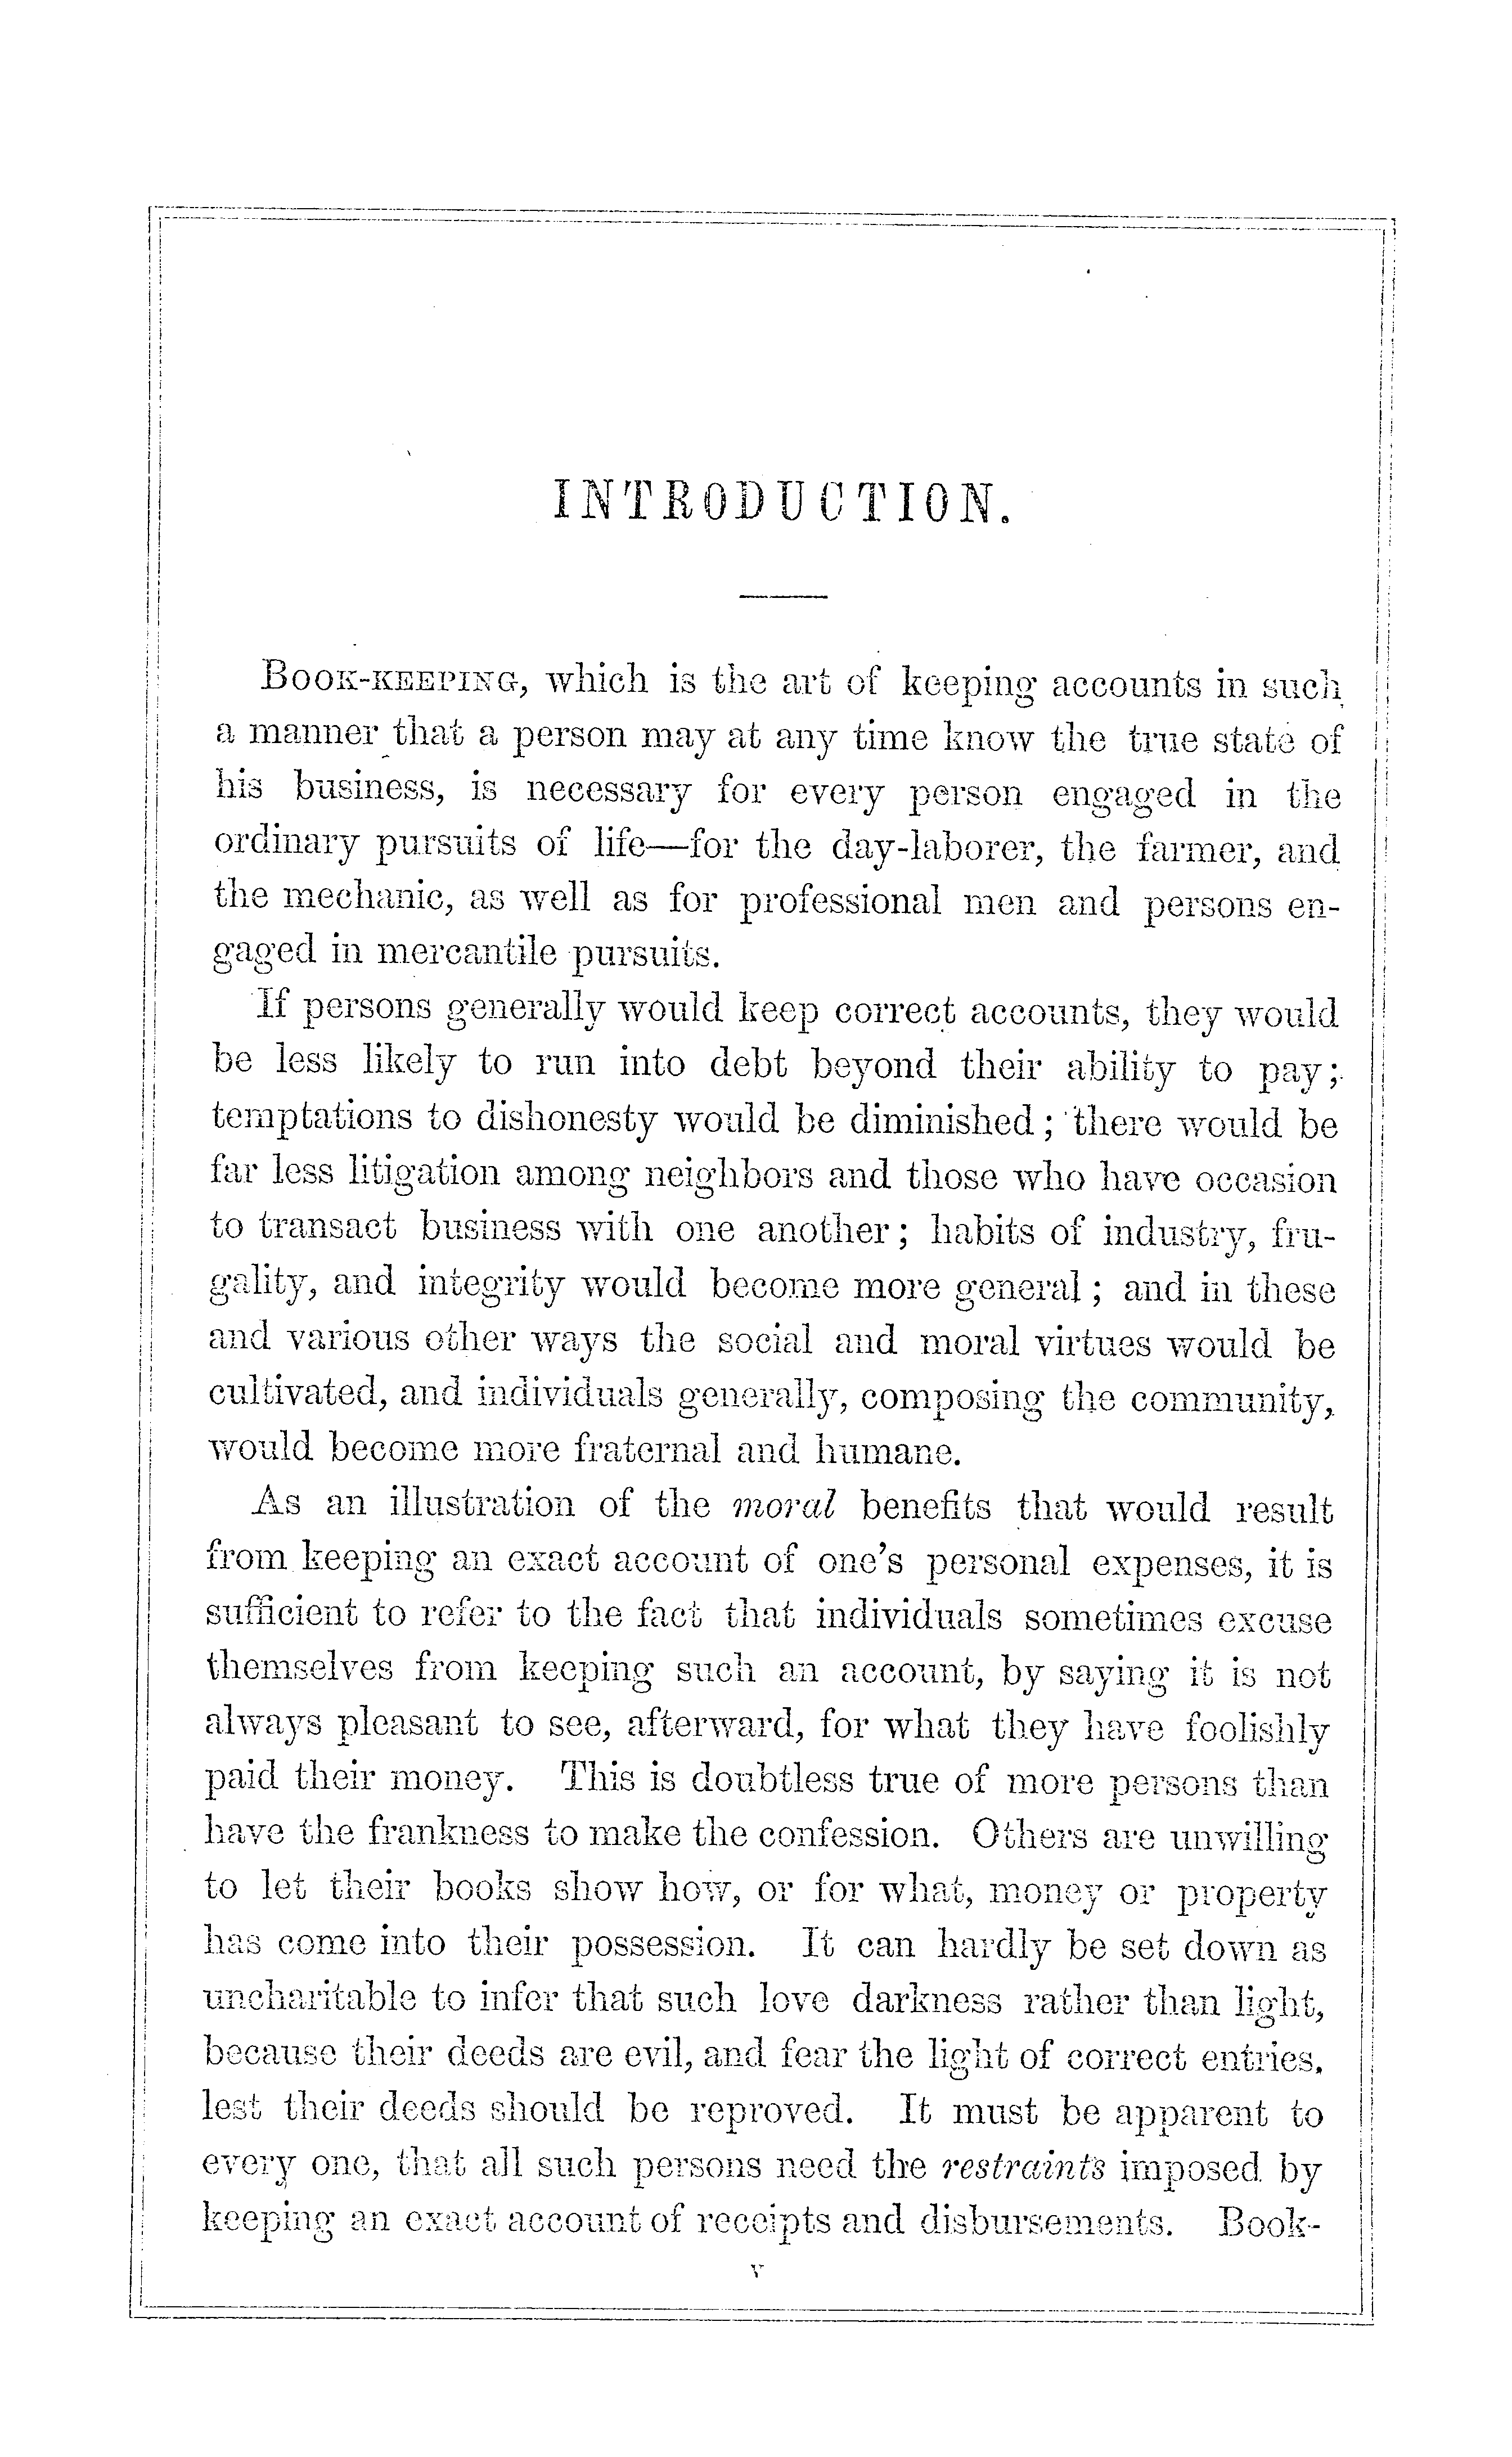 INTRODUCTION.
BOOK-KEEPING, which is the art of keeping accounts in such
a manner that a person may at any time know the true state of
his business, is necessary for every person engaged in the
ordinary pursuits of life—for the day-laborer, the farmer, and
the mechanic, as well as for professional men and persons en-
gaged in mercantile pursuits.
If persons generally would keep correct accounts, they would
be less likely to run into debt beyond their ability to pay;
temptations to dishonesty would be diminished; there would be
far less litigation among neighbors and those who have occasion
to transact business with one another; habits of industry, fru-
gality, and integrity would become more general; and in these
and various other ways the social and moral virtues would be
cultivated, and individuals generally, composing the community,
would become more fraternal and humane.
As an illustration of the moral benefits that would result
from keeping an exact account of one's personal expenses, it is
sufficient to refer to the fact that individuals sometimes excuse
themselves from keeping such an account, by saying it is not
always pleasant to see, afterward, for what they have foolishly
paid their money. This is doubtless true of more persons than
have the frankness to make the confession. Others are unwilling
to let their books show how, or for what, money or property
has come into their possession. It can hardly be set down as
uncharitable to infer that such love darkness rather than light,
because their deeds are evil, and fear the light of correct entries,
lest their deeds should be reproved. It must be apparent to
every one, that all such persons need the restraints imposed by
keeping an exact account of receipts and disbursements. Book-
v